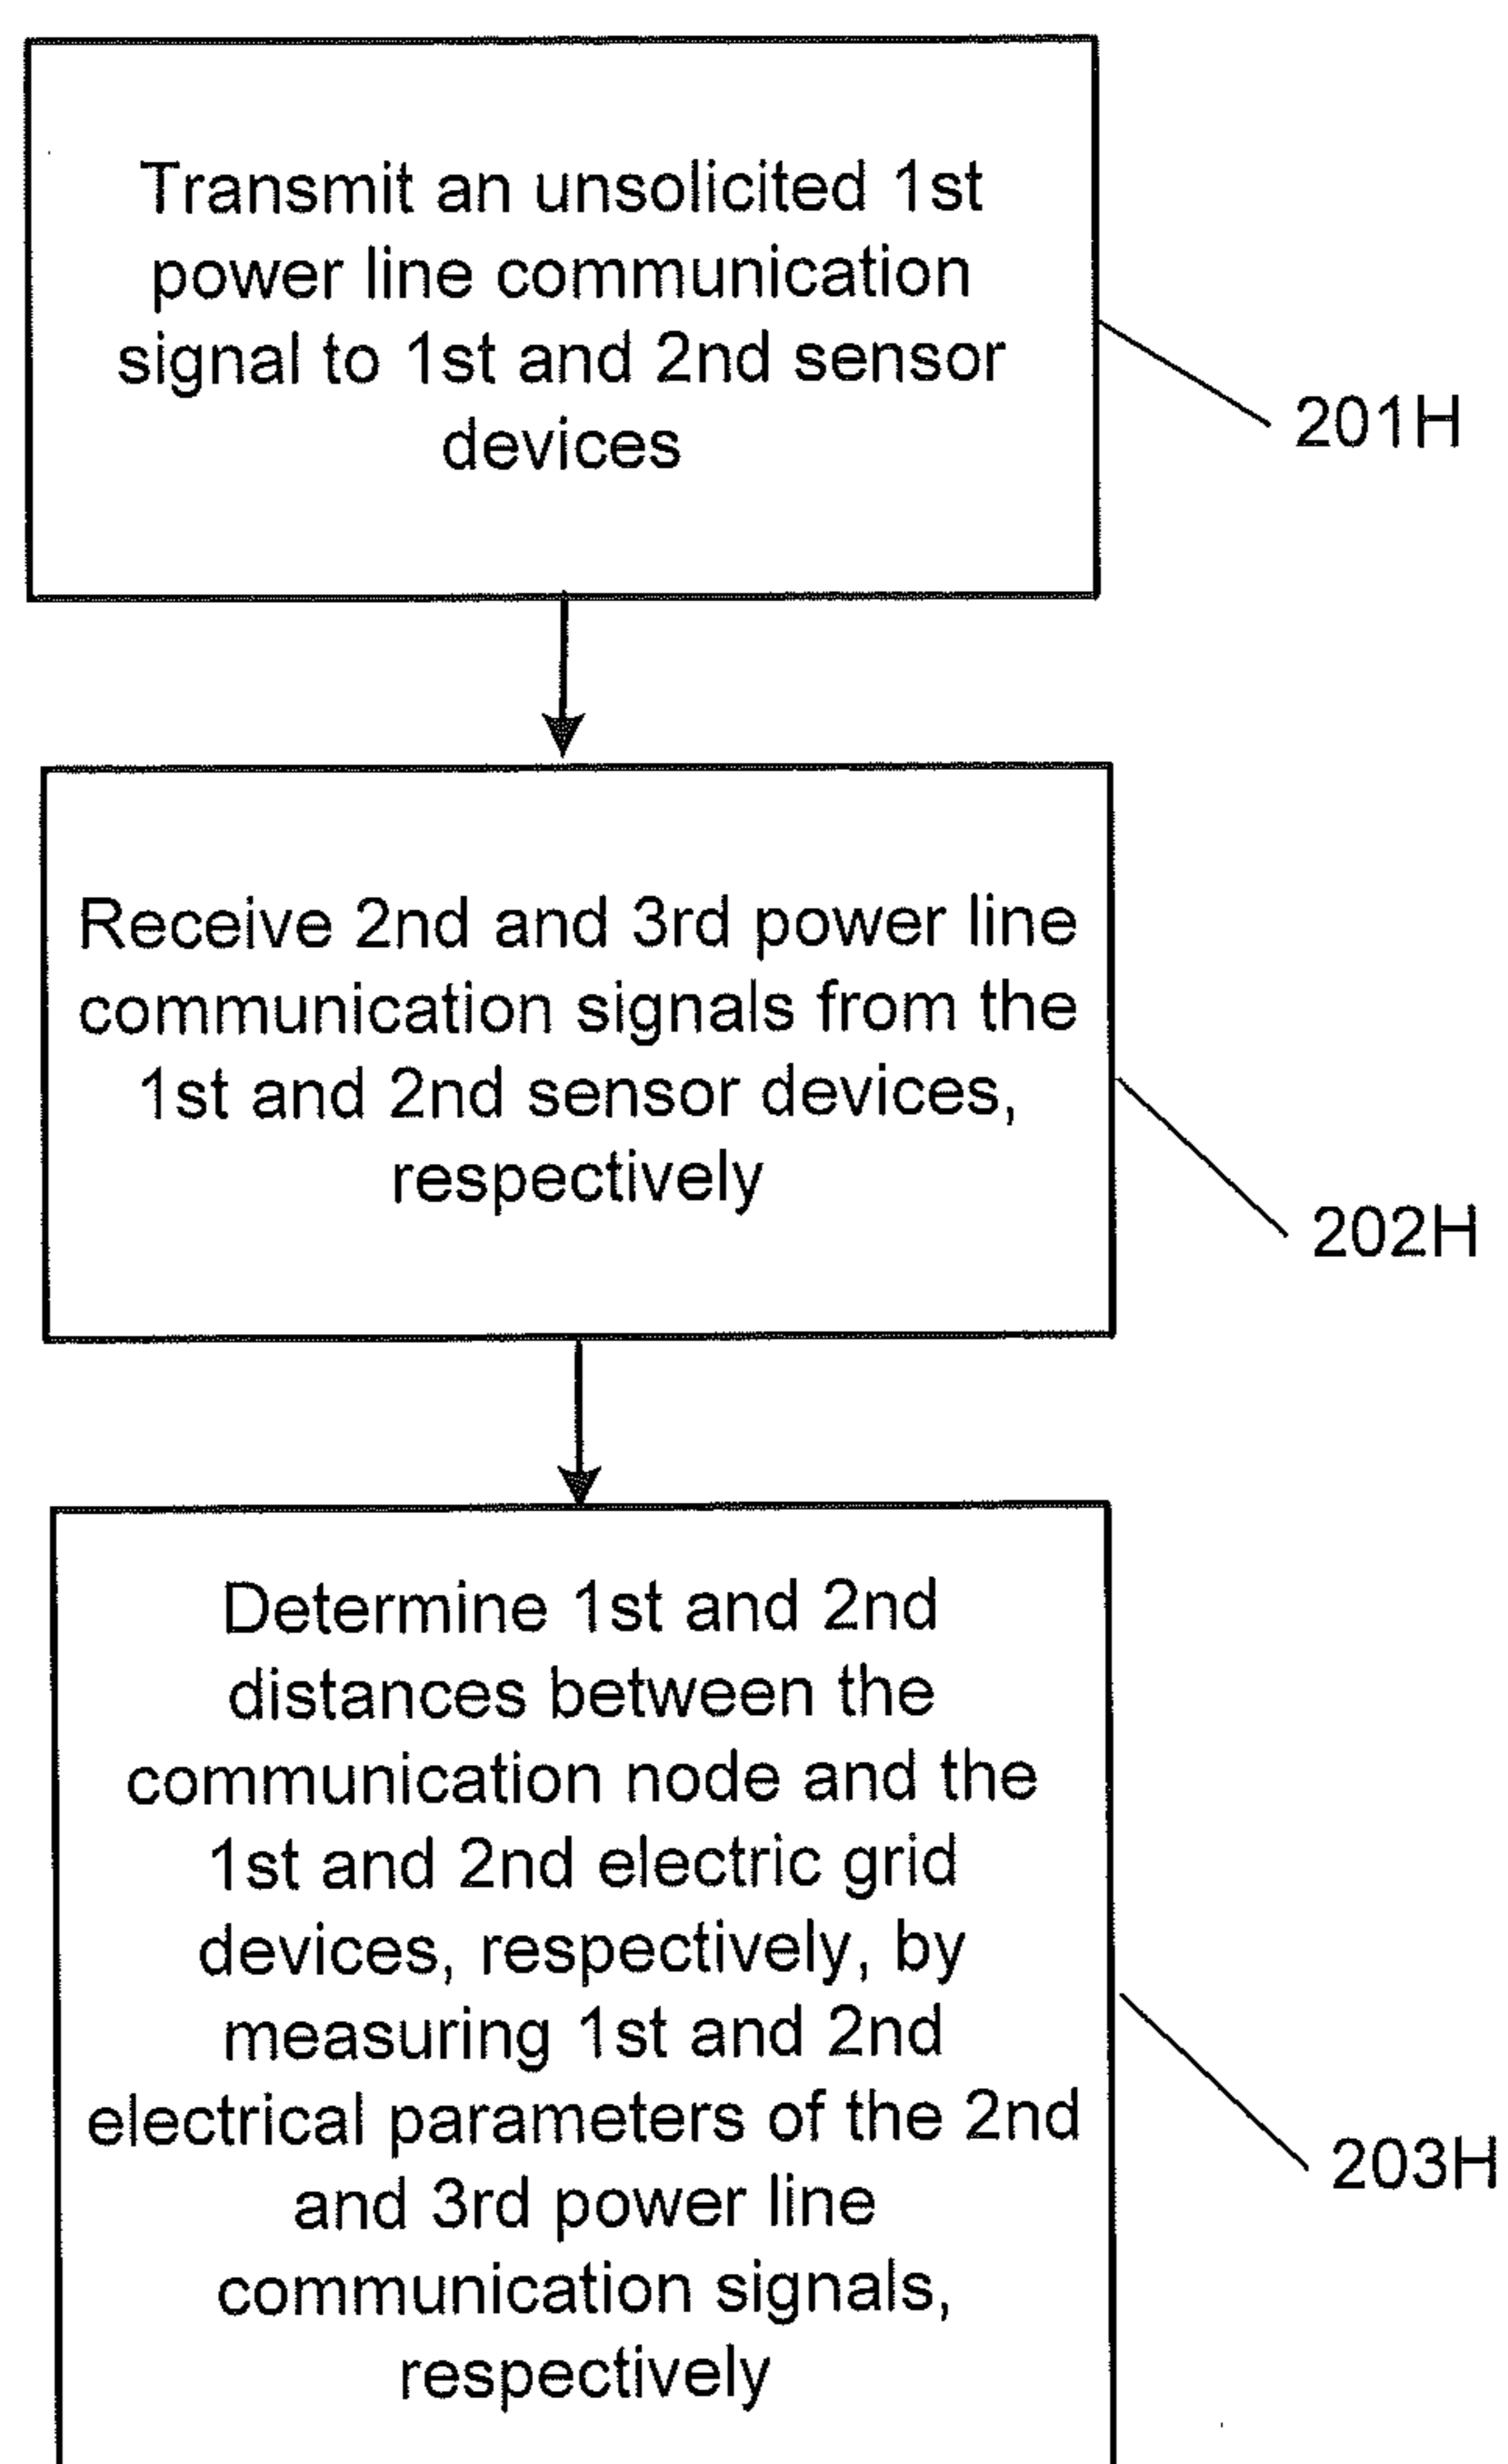 Transmit an unsolicited 1st
power line communication
signal to 1st and 2nd sensor
devices
201H
Receive 2nd and 3rd power line
communication signals from the
1st and 2nd sensor devices,
respectively
202H
Determine 1st and 2nd
distances between the
communication node and the
1st and 2nd electric grid
devices, respectively, by
measuring 1st and 2nd
electrical parameters of the 2nd
and 3rd power line
communication signals,
respectively
203H